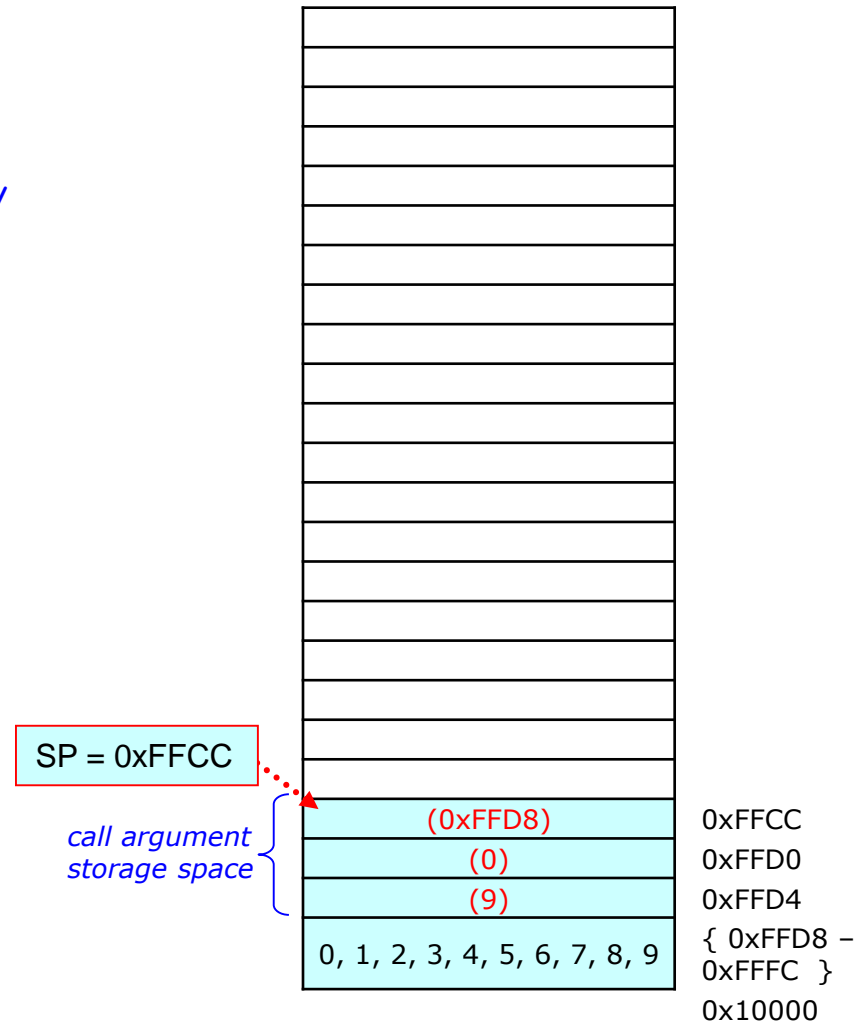 SP = 0xFFCC
call argument
storage space
(0xFFD8)
0xFFCC
(0)
0xFFD0
(9)
0xFFD4
0, 1, 2, 3, 4, 5, 6, 7, 8, 9
{ 0xFFD8 –
0xFFFC }
0x10000